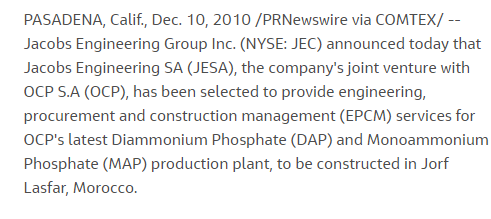 PASADENA, Calif., Dec. 10, 2010 /PRNewswire via COMTEX/ --
Jacobs Engineering Group Inc. (NYSE: JEC) announced today that
Jacobs Engineering SA (JESA), the company's joint venture with
OCP S.A (OCP), has been selected to provide engineering,
procurement and construction management (EPCM) services for
OCP's latest Diammonium Phosphate (DAP) and Monoammonium
Phosphate (MAP) production plant, to be constructed in Jorf
Lasfar, Morocco.